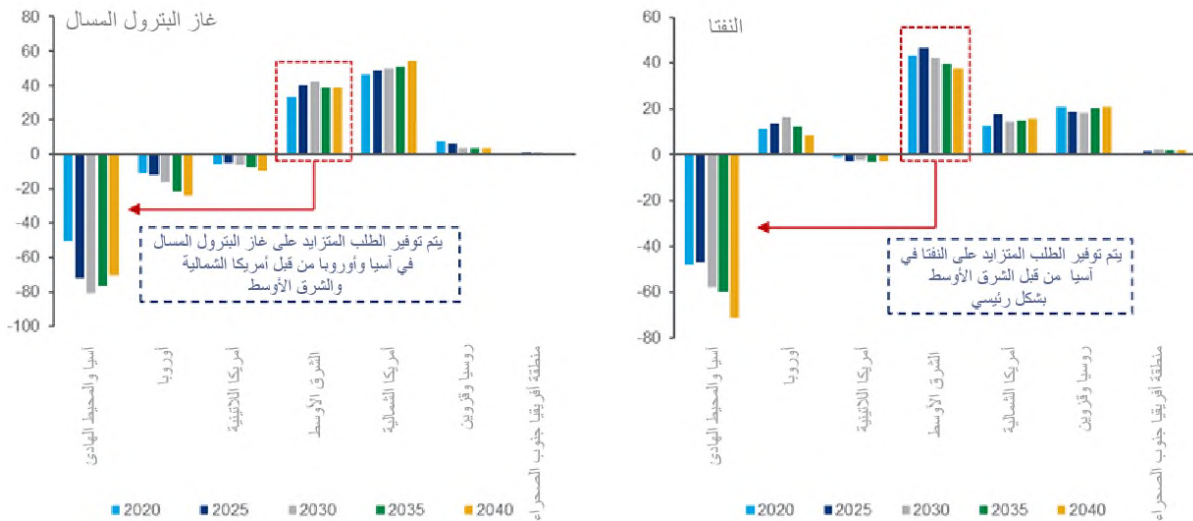 غاز البترول المسال
80
60
40
20
0
-20
-40
-60
-80
-100
يتم توفير الطلب المتزايد على غاز البترول المسال
في آسيا وأوروبا من قبل أمريكا الشمالية
والشرق الأوسط
آسيا والمحيط الهادئ
أوروبا
أمريكا اللاتينية
الشرق الأوسط
أمريكا الشمالية
روسيا وقزوين
منطقة أفريقيا جنوب الصحراء
2020 2025 2030 2035 2040
النفتا
60
40
20
0
-20
-40
-60
-80
يتم توفير الطلب المتزايد على النفتا في
آسيا من قبل الشرق الأوسط
بشكل رئيسي
آسيا والمحيط الهادئ
أوروبا
أمريكا اللاتينية
الشرق الأوسط
أمريكا الشمالية
روسيا وقزوين
منطقة أفريقيا جنوب الصحراء
2020 2025 2030 2035 2040